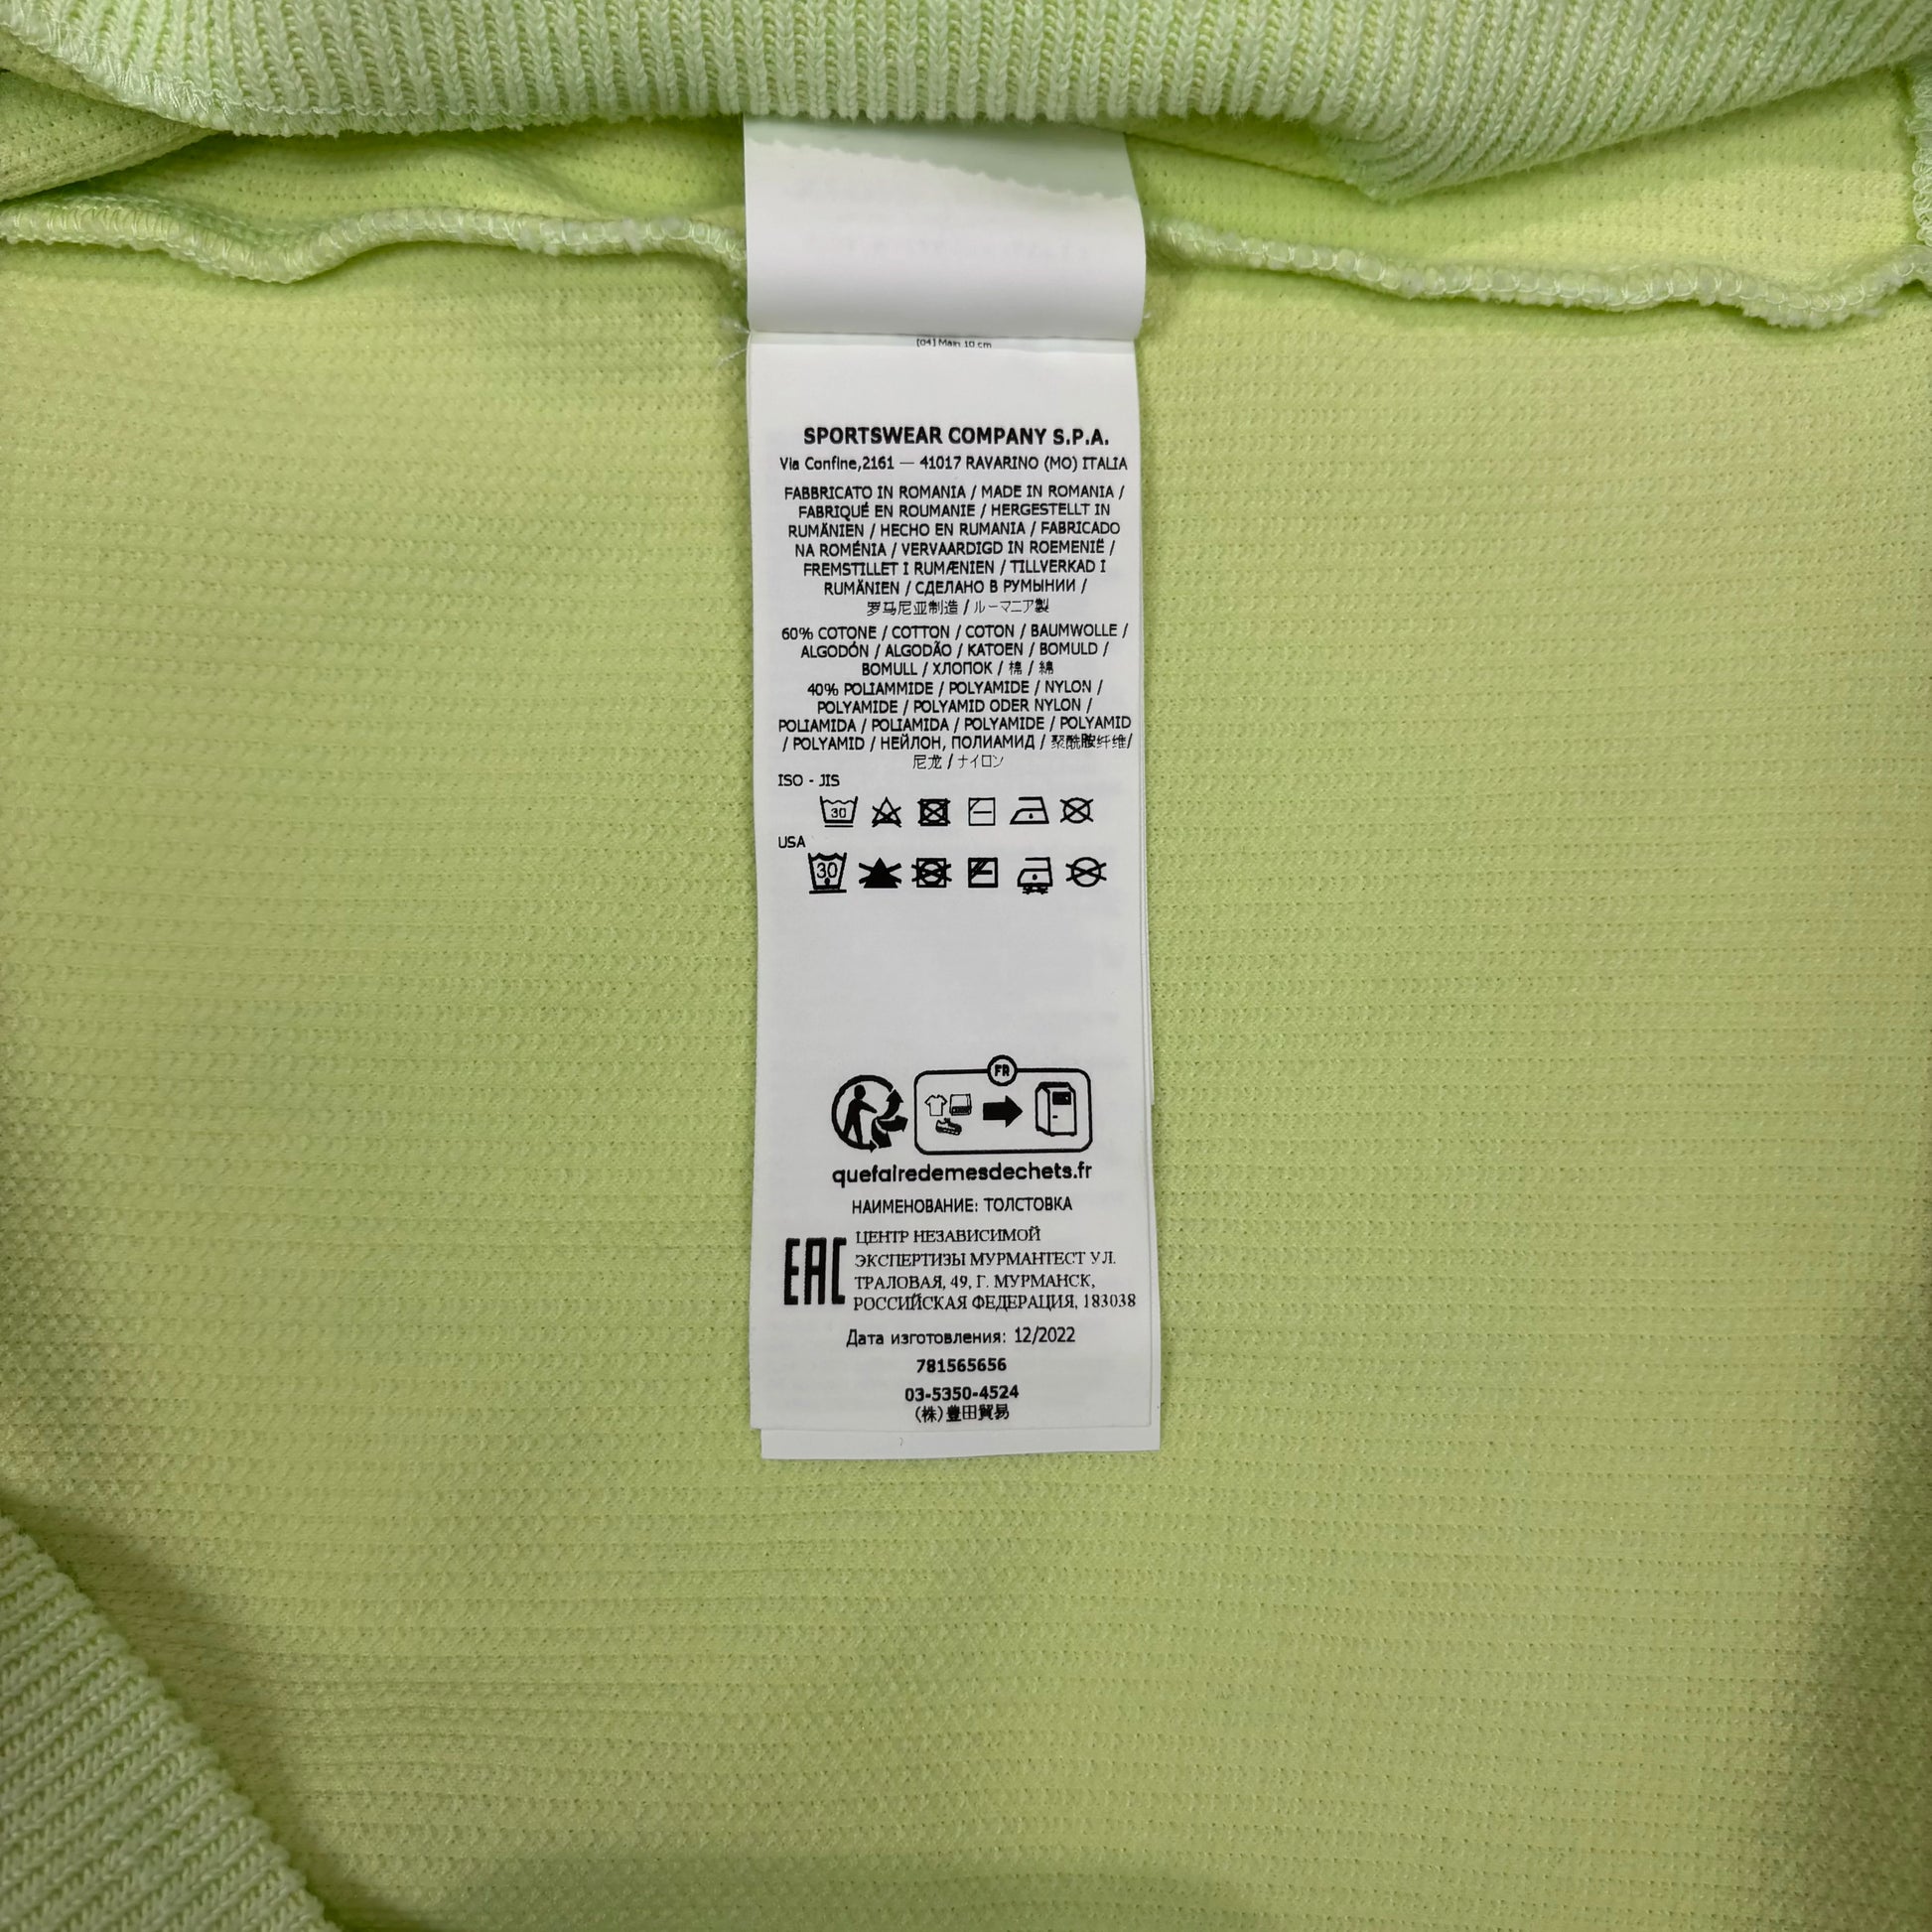 [04] Main 10 cm
SPORTSWEAR COMPANY S.P.A.
Via Confine,2161 — 41017 RAVARINO (MO) ITALIA
FABBRICATO IN ROMANIA / MADE IN ROMANIA /
FABRIQUÉ EN ROUMANIE / HERGESTELLT IN
RUMÄNIEN / HECHO EN RUMANIA / FABRICADO
NA ROMÉNIA / VERVAARDIGD IN ROEMENIË /
FREMSTILLET I RUMÆNIEN / TILLVERKAD I
RUMÄNIEN / СДЕЛАНО В РУМЫНИИ /
罗马尼亚制造 / ルーマニア製
60% COTONE / COTTON / COTON / BAUMWOLLE /
ALGODÓN / ALGODÃO / KATOEN / BOMULD /
BOMULL / ХЛОПОК / 棉 / 綿
40% POLIAMMIDE / POLYAMIDE / NYLON /
POLYAMIDE / POLYAMID ODER NYLON /
POLIAMIDA / POLIAMIDA / POLYAMIDE / POLYAMID
/ POLYAMID / НЕЙЛОН, ПОЛИАМИД / 聚酰胺纤维/
尼龙 / ナイロン
ISO - JIS
30
USA
30
FR
quefairedemesdechets.fr
НАИМЕНОВАНИЕ: ТОЛСТОВКА
EAC
ЦЕНТР НЕЗАВИСИМОЙ
ЭКСПЕРТИЗЫ МУРМАНТЕСТ УЛ.
ТРАЛОВАЯ, 49, Г. МУРМАНСК,
РОССИЙСКАЯ ФЕДЕРАЦИЯ, 183038
Дата изготовления: 12/2022
781565656
03-5350-4524
(株)豊田貿易